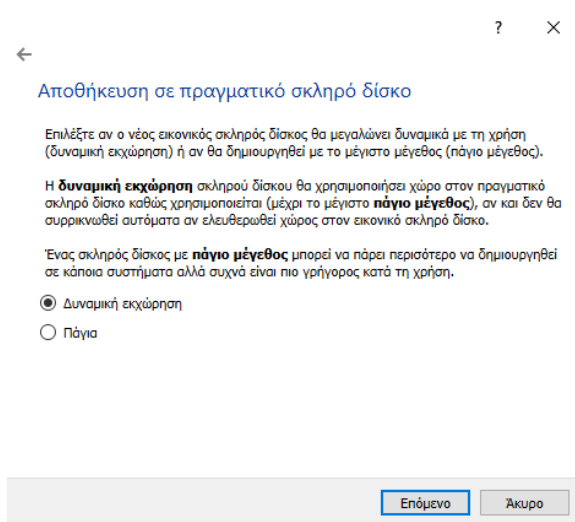 ?
Αποθήκευση σε πραγματικό σκληρό δίσκο
Επιλέξτε αν ο νέος εικονικός σκληρός δίσκος θα μεγαλώνει δυναμικά με τη χρήση
(δυναμική εκχώρηση) ή αν θα δημιουργηθεί με το μέγιστο μέγεθος (πάγιο μέγεθος).
Η δυναμική εκχώρηση σκληρού δίσκου θα χρησιμοποιήσει χώρο στον πραγματικό
σκληρό δίσκο καθώς χρησιμοποιείται (μέχρι το μέγιστο πάγιο μέγεθος), αν και δεν θα
συρρικνωθεί αυτόματα αν ελευθερωθεί χώρος στον εικονικό σκληρό δίσκο.
Ένας σκληρός δίσκος με πάγιο μέγεθος μπορεί να πάρει περισότερο να δημιουργηθεί
σε κάποια συστήματα αλλά συχνά είναι πιο γρήγορος κατά τη χρήση.
Δυναμική εκχώρηση
Πάγια
Επόμενο
Άκυρο